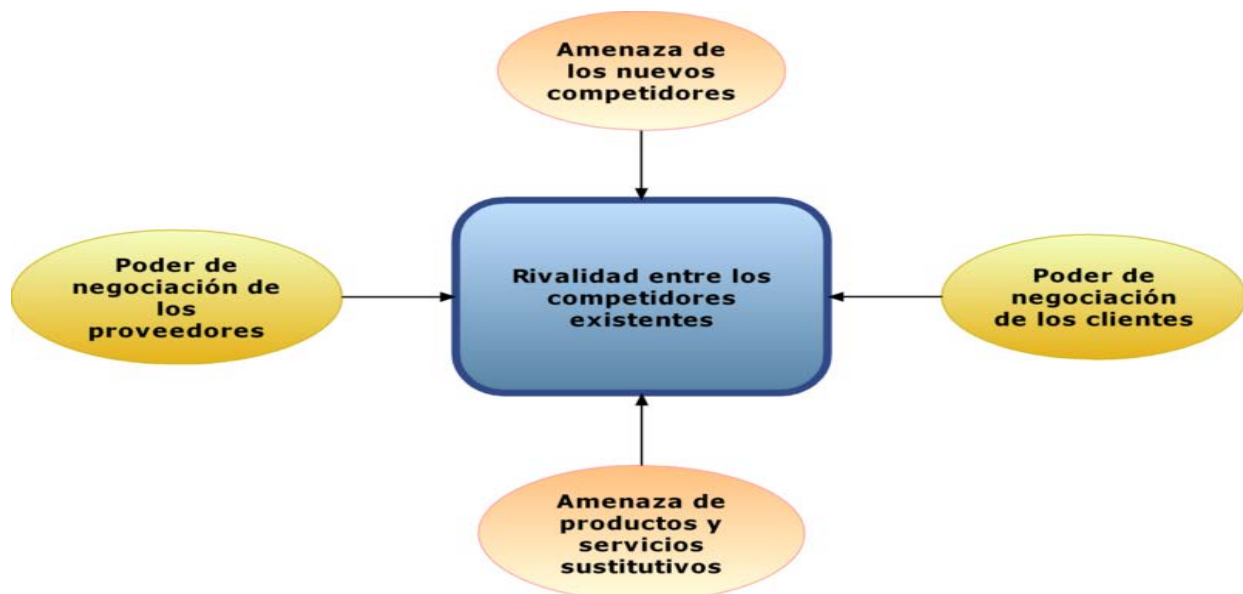 Amenaza de
los nuevos
competidores
Poder de
negociación de
los
proveedores
Rivalidad entre los
competidores
existentes
Poder de
negociación
de los clientes
Amenaza de
productos y
servicios
sustitutivos